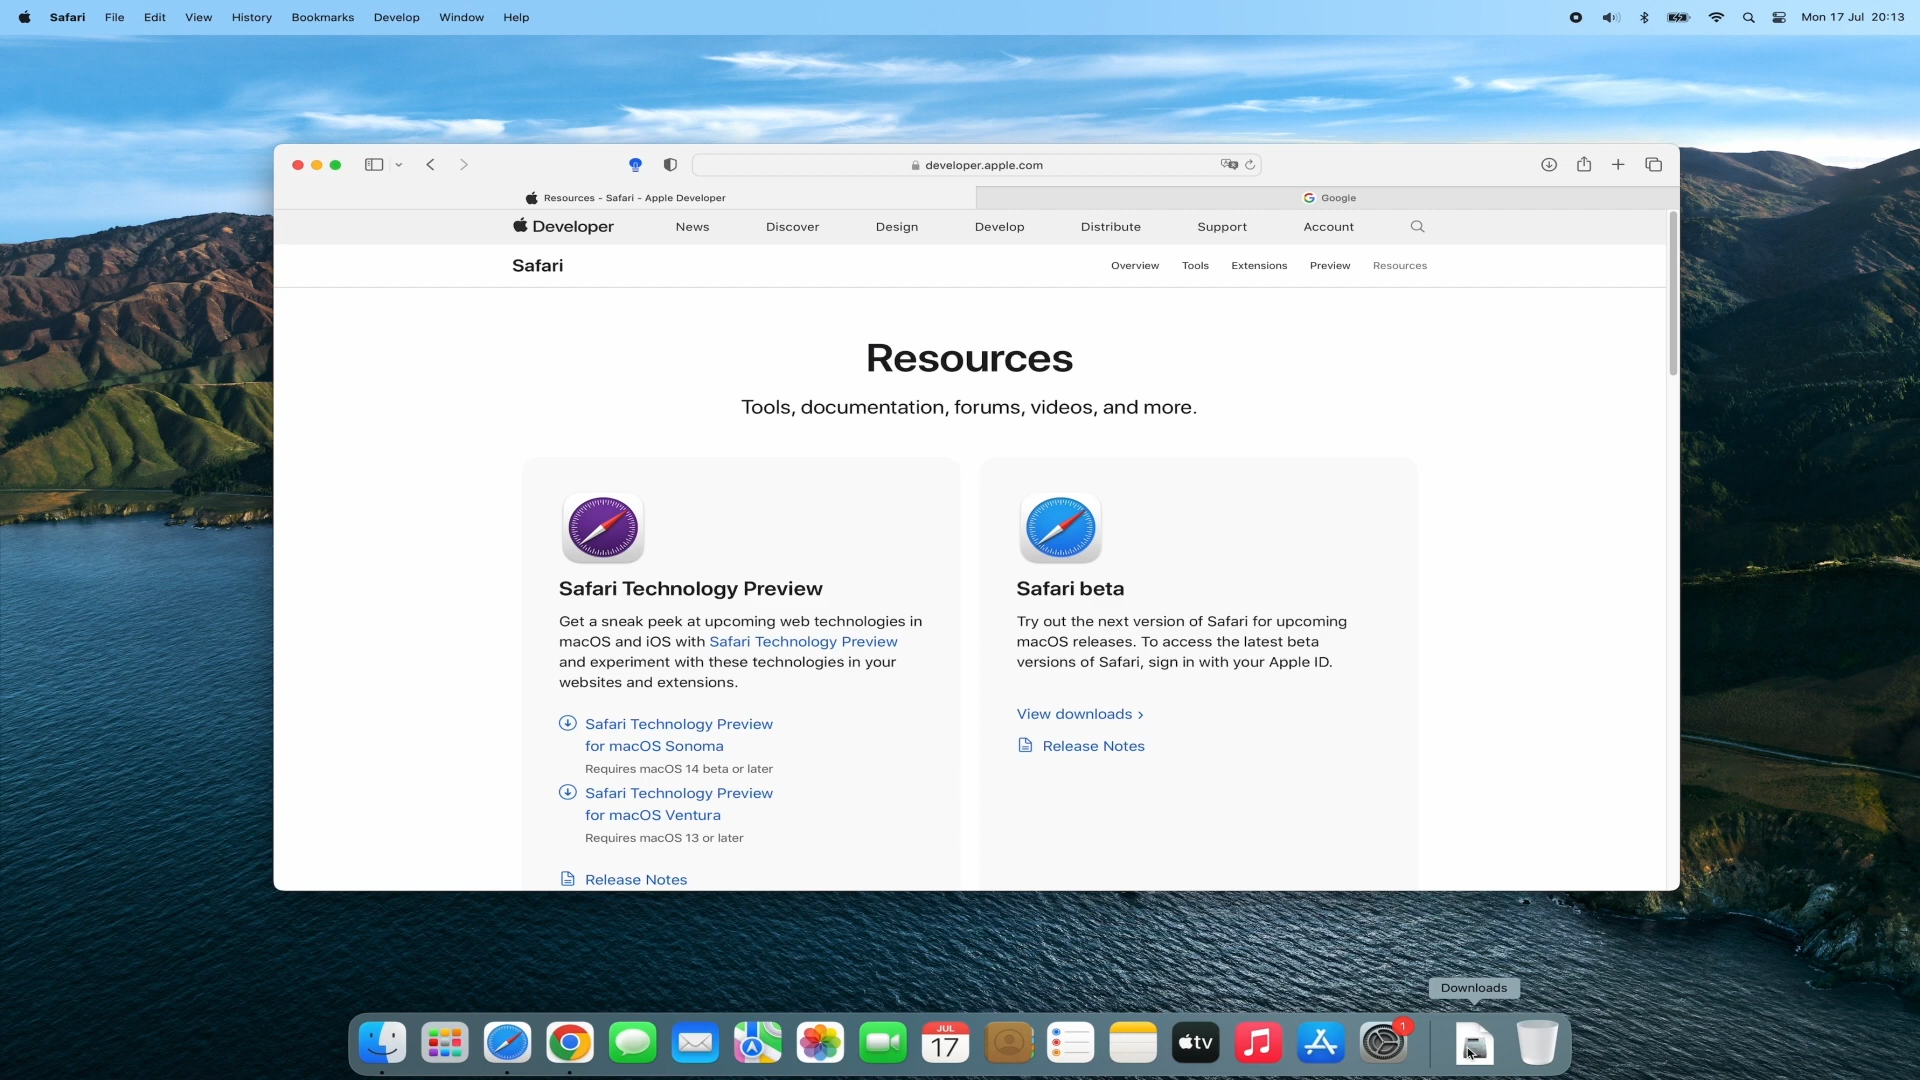 Safari File Edit View History Bookmarks Develop Window Help
Mon 17 Jul 20:13
developer.apple.com
Resources - Safari - Apple Developer
Google
Developer News Discover Design Develop Distribute Support Account
Safari
Overview Tools Extensions Preview Resources
Resources
Tools, documentation, forums, videos, and more.
Safari Technology Preview
Get a sneak peek at upcoming web technologies in
macOS and iOS with Safari Technology Preview
and experiment with these technologies in your
websites and extensions.
Safari Technology Preview
for macOS Sonoma
Requires macOS 14 beta or later
Safari Technology Preview
for macOS Ventura
Requires macOS 13 or later
Release Notes
Safari beta
Try out the next version of Safari for upcoming
macOS releases. To access the latest beta
versions of Safari, sign in with your Apple ID.
View downloads ›
Release Notes
Downloads
JUL
17
tv
1